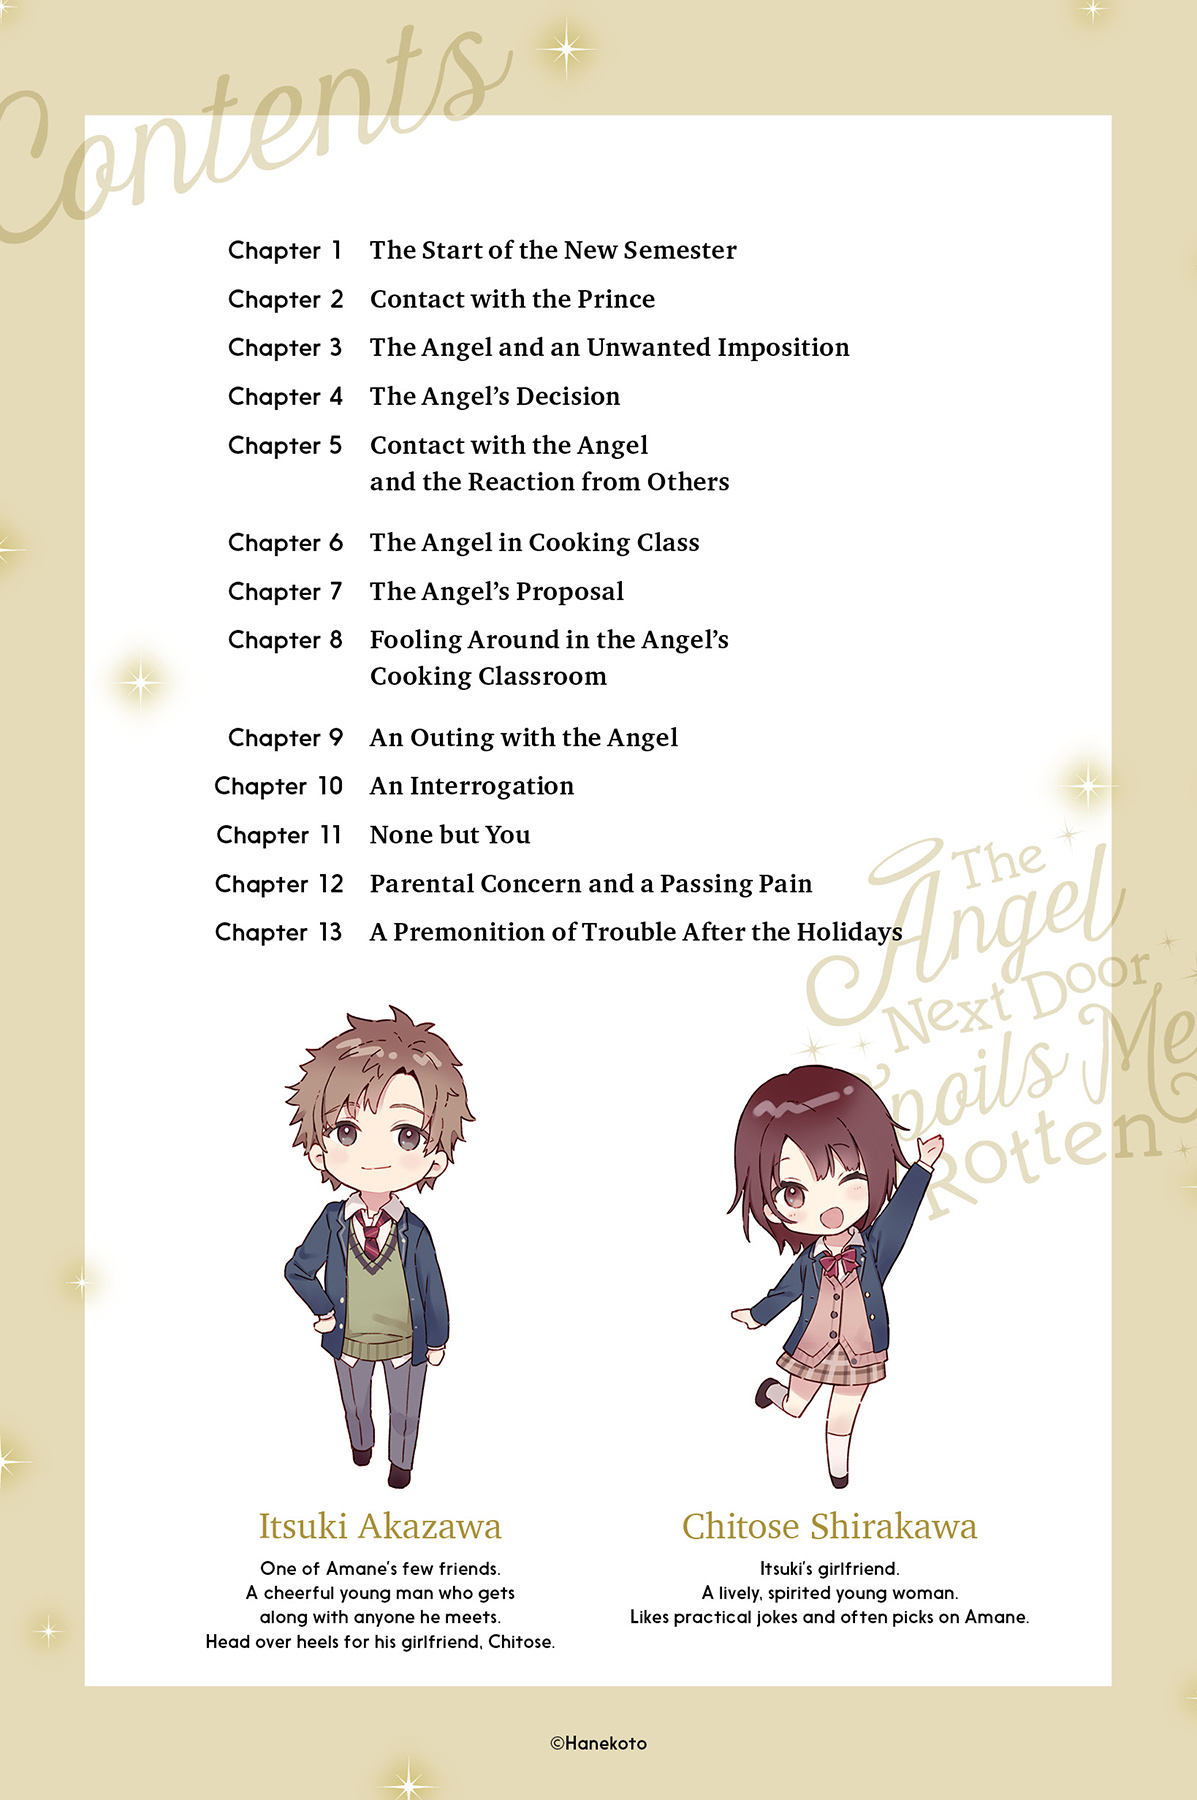 Contents
Chapter 1 The Start of the New Semester
Chapter 2 Contact with the Prince
Chapter 3 The Angel and an Unwanted Imposition
Chapter 4 The Angel’s Decision
Chapter 5 Contact with the Angel
and the Reaction from Others
Chapter 6 The Angel in Cooking Class
Chapter 7 The Angel’s Proposal
Chapter 8 Fooling Around in the Angel’s
Cooking Classroom
Chapter 9 An Outing with the Angel
Chapter 10 An Interrogation
Chapter 11 None but You
Chapter 12 Parental Concern and a Passing Pain
Chapter 13 A Premonition of Trouble After the Holidays
The
Angel
Next Door
Spoils Me
Rotten
Itsuki Akazawa
One of Amane’s few friends.
A cheerful young man who gets
along with anyone he meets.
Head over heels for his girlfriend, Chitose.
Chitose Shirakawa
Itsuki’s girlfriend.
A lively, spirited young woman.
Likes practical jokes and often picks on Amane.
©Hanekoto